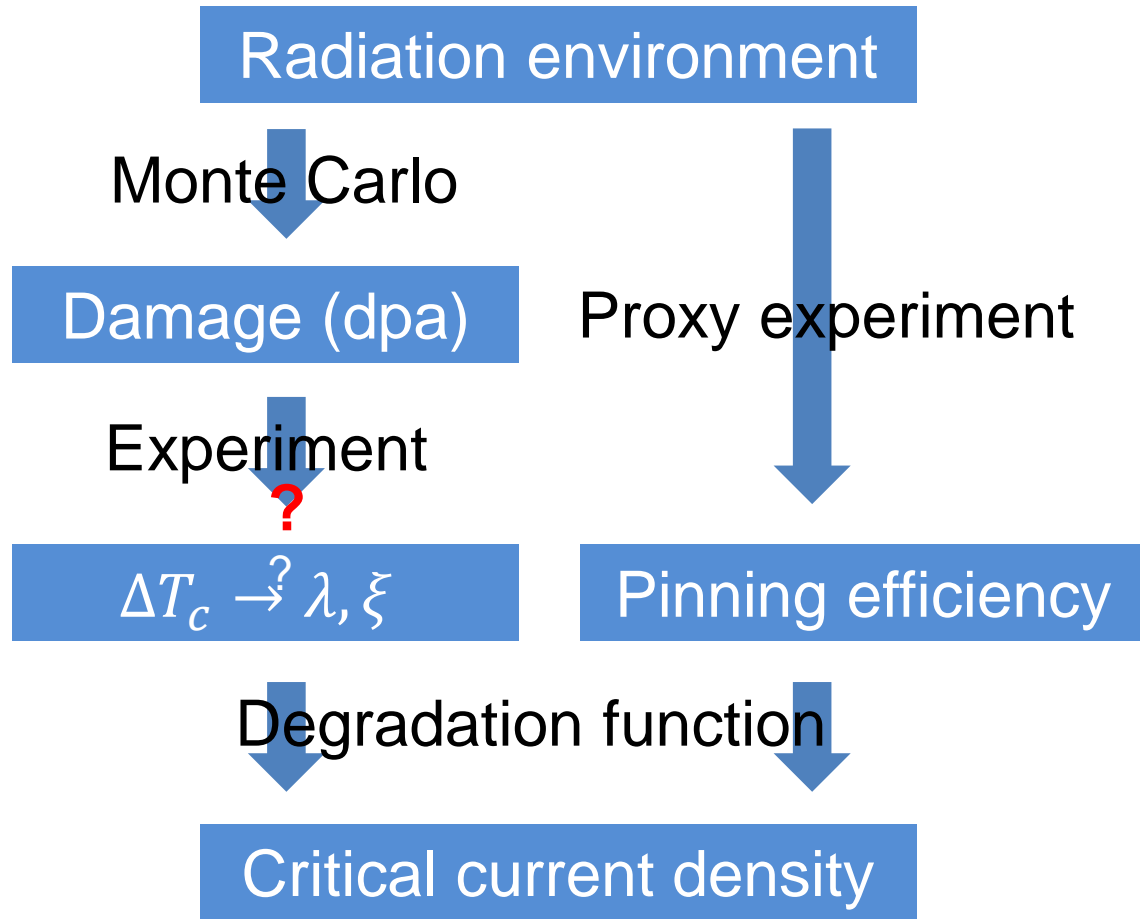 Radiation environment
Monte Carlo
Damage (dpa)
Proxy experiment
Experiment
?
?
ΔT_c → λ, ξ
Pinning efficiency
Degradation function
Critical current density